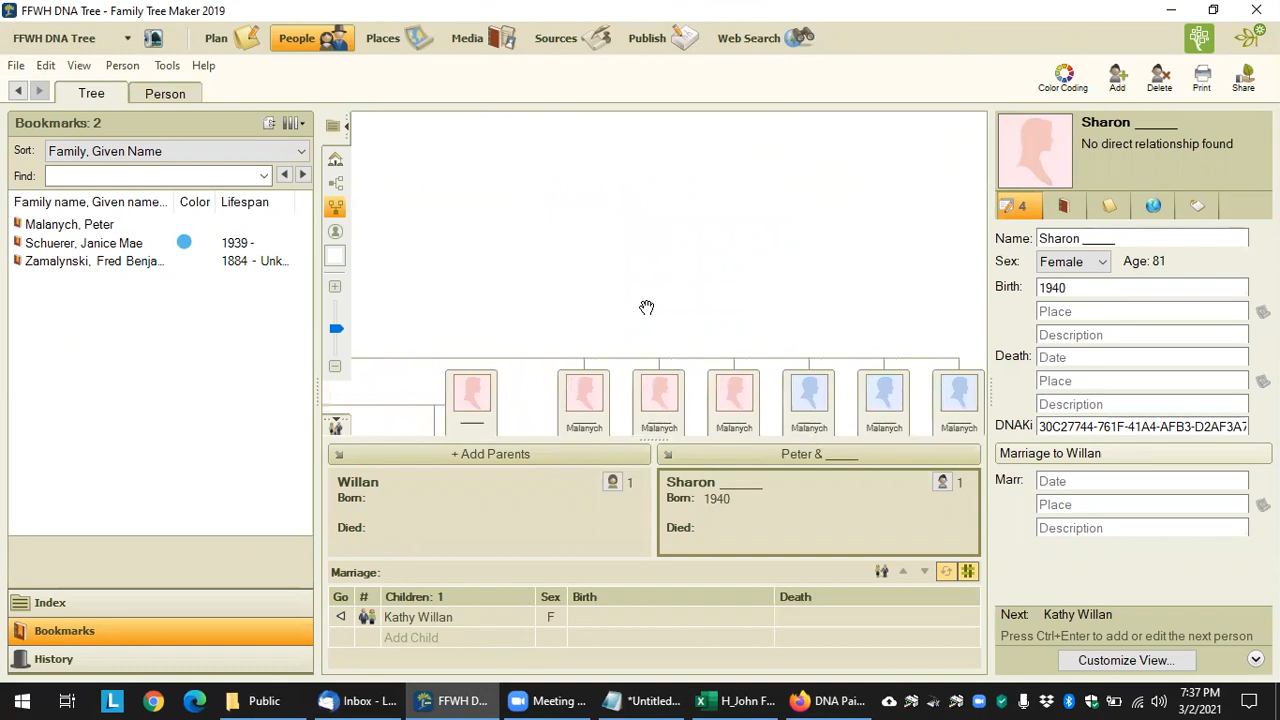 FFWH DNA Tree - Family Tree Maker 2019
FFWH DNA Tree
Plan
People
Places
Media
Sources
Publish
Web Search
File Edit View Person Tools Help
Color Coding
Add
Delete
Print
Share
Tree
Person
Bookmarks: 2
Sort: Family, Given Name
Find:
Family name, Given name... Color Lifespan
Malanych, Peter
Schuerer, Janice Mae 1939 -
Zamalynski, Fred Benja... 1884 - Unk...
Index
Bookmarks
History
Malanych Malanych Malanych Malanych Malanych Malanych
+ Add Parents
Peter & _____
Willan
1
Born:
Died:
Sharon ______
1
Born: 1940
Died:
Marriage:
Go # Children: 1 Sex Birth Death
Kathy Willan F
Add Child
Sharon ______
No direct relationship found
4
Name: Sharon _____
Sex: Female Age: 81
Birth: 1940
Place
Description
Death: Date
Place
Description
DNAKi 30C27744-761F-41A4-AFB3-D2AF3A7
Marriage to Willan
Marr: Date
Place
Description
Next: Kathy Willan
Press Ctrl+Enter to add or edit the next person
Customize View...
L
Public
Inbox - L...
FFWH D...
Meeting ...
*Untitled...
H_John F...
DNA Pai...
7:37 PM
3/2/2021